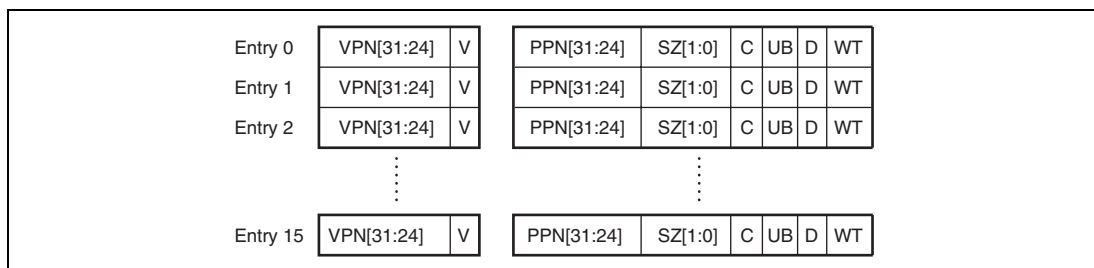 Entry 0 VPN[31:24] V PPN[31:24] SZ[1:0] C UB D WT
Entry 1 VPN[31:24] V PPN[31:24] SZ[1:0] C UB D WT
Entry 2 VPN[31:24] V PPN[31:24] SZ[1:0] C UB D WT
Entry 15 VPN[31:24] V PPN[31:24] SZ[1:0] C UB D WT